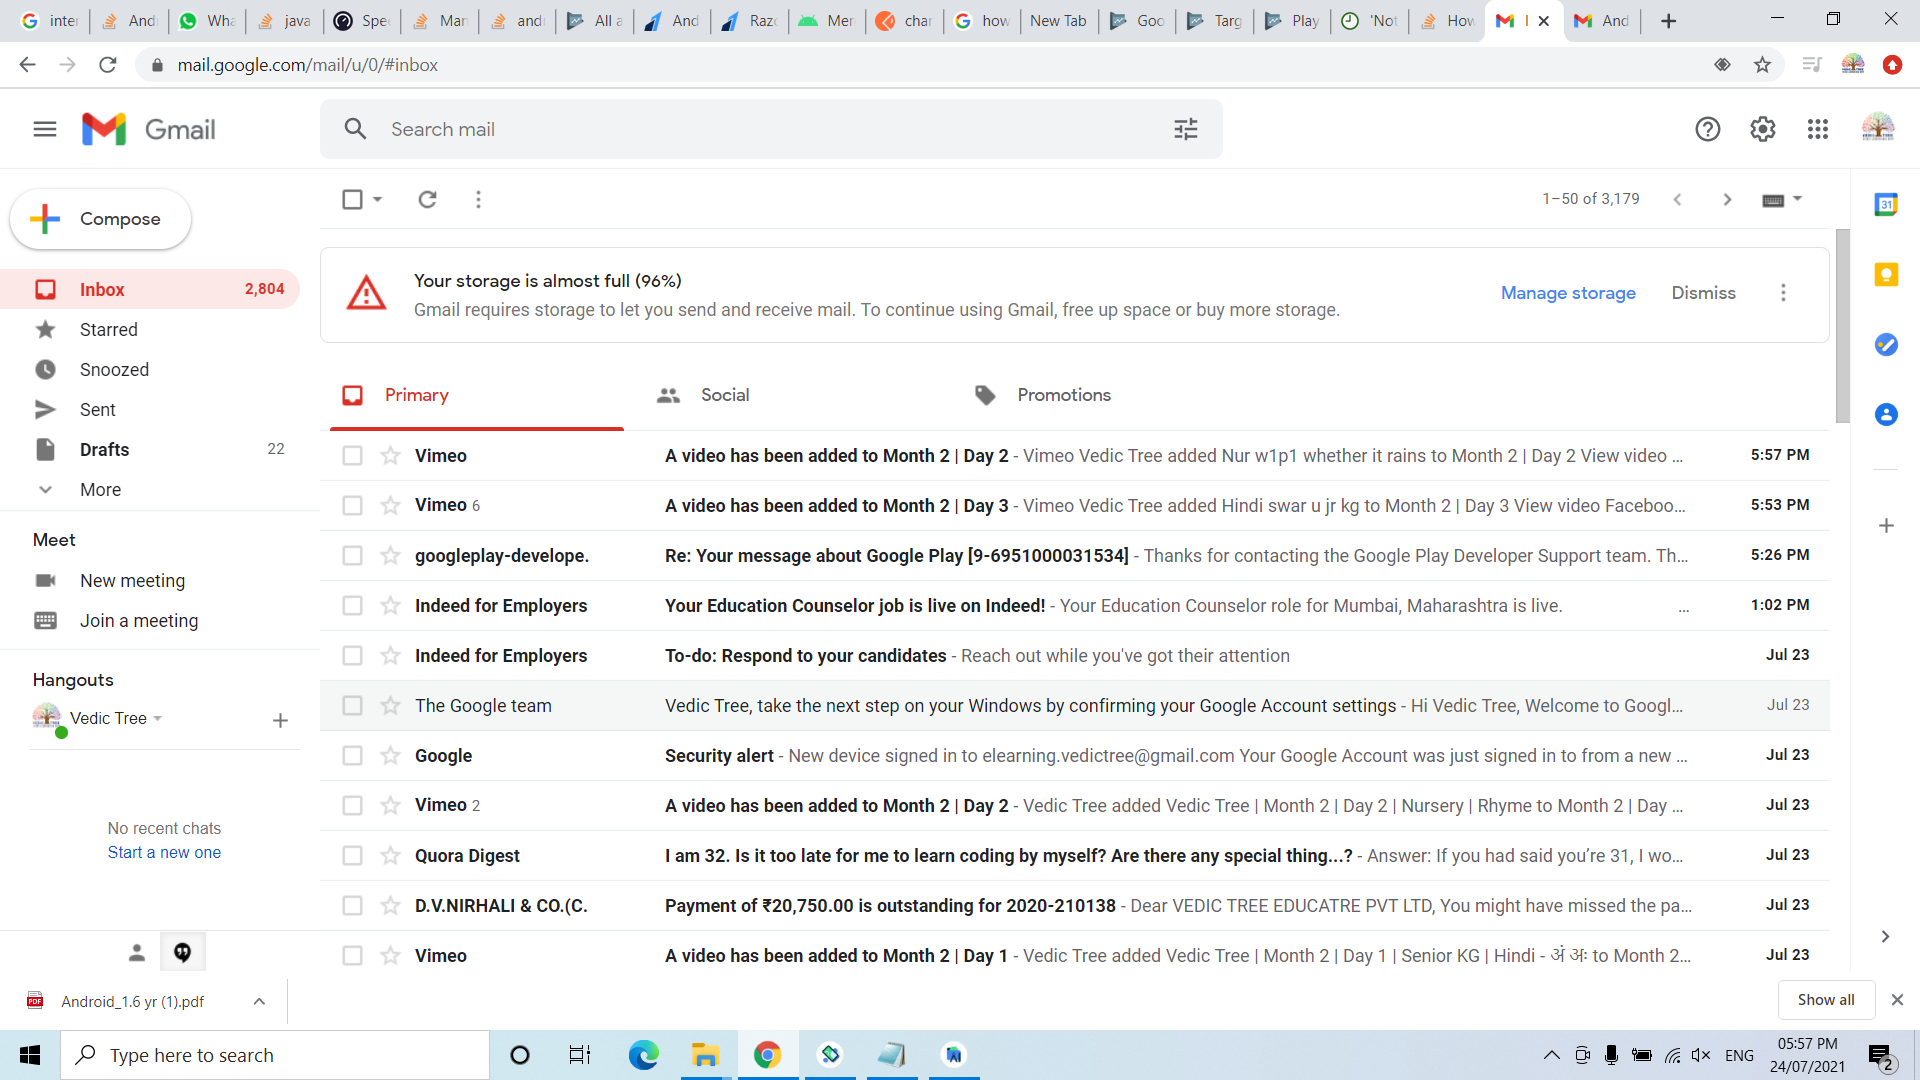 inter
And
Wha
java
Spee
Man
andr
All a
And
Razo
Mer
char
how
New Tab
Goo
Targ
Play
'Not
How
And
mail.google.com/mail/u/0/#inbox
Gmail
Search mail
Compose
1–50 of 3,179
31
Your storage is almost full (96%)
Gmail requires storage to let you send and receive mail. To continue using Gmail, free up space or buy more storage.
Manage storage
Dismiss
Inbox 2,804
Starred
Snoozed
Sent
Drafts 22
More
Meet
New meeting
Join a meeting
Hangouts
Vedic Tree
No recent chats
Start a new one
Primary
Social
Promotions
Vimeo A video has been added to Month 2 | Day 2 - Vimeo Vedic Tree added Nur w1p1 whether it rains to Month 2 | Day 2 View video ... 5:57 PM
Vimeo 6 A video has been added to Month 2 | Day 3 - Vimeo Vedic Tree added Hindi swar u jr kg to Month 2 | Day 3 View video Faceboo... 5:53 PM
googleplay-develope. Re: Your message about Google Play [9-6951000031534] - Thanks for contacting the Google Play Developer Support team. Th... 5:26 PM
Indeed for Employers Your Education Counselor job is live on Indeed! - Your Education Counselor role for Mumbai, Maharashtra is live. ... 1:02 PM
Indeed for Employers To-do: Respond to your candidates - Reach out while you've got their attention Jul 23
The Google team Vedic Tree, take the next step on your Windows by confirming your Google Account settings - Hi Vedic Tree, Welcome to Googl... Jul 23
Google Security alert - New device signed in to elearning.vedictree@gmail.com Your Google Account was just signed in to from a new ... Jul 23
Vimeo 2 A video has been added to Month 2 | Day 2 - Vedic Tree added Vedic Tree | Month 2 | Day 2 | Nursery | Rhyme to Month 2 | Day ... Jul 23
Quora Digest I am 32. Is it too late for me to learn coding by myself? Are there any special thing...? - Answer: If you had said you’re 31, I wo... Jul 23
D.V.NIRHALI & CO.(C. Payment of ₹20,750.00 is outstanding for 2020-210138 - Dear VEDIC TREE EDUCATRE PVT LTD, You might have missed the pa... Jul 23
Vimeo A video has been added to Month 2 | Day 1 - Vedic Tree added Vedic Tree | Month 2 | Day 1 | Senior KG | Hindi - अं अः to Month 2... Jul 23
PDF
Android_1.6 yr (1).pdf
Show all
Type here to search
ENG
05:57 PM
24/07/2021
2